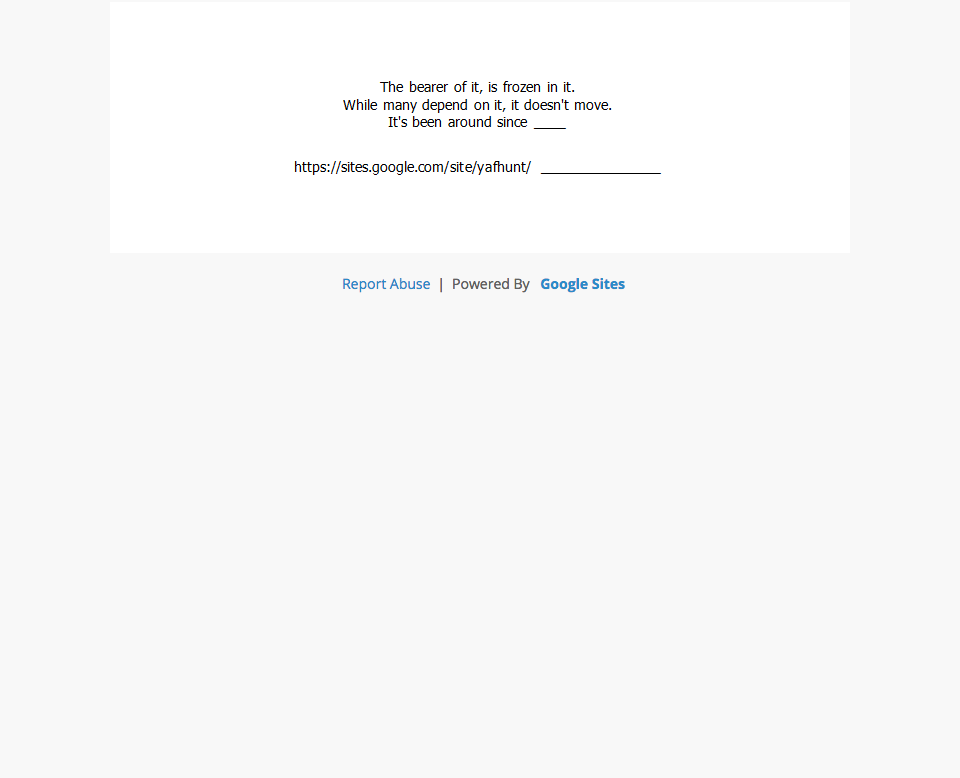 The bearer of it, is frozen in it.
While many depend on it, it doesn't move.
It's been around since ____
https://sites.google.com/site/yafhunt/ _______________
Report Abuse | Powered By Google Sites